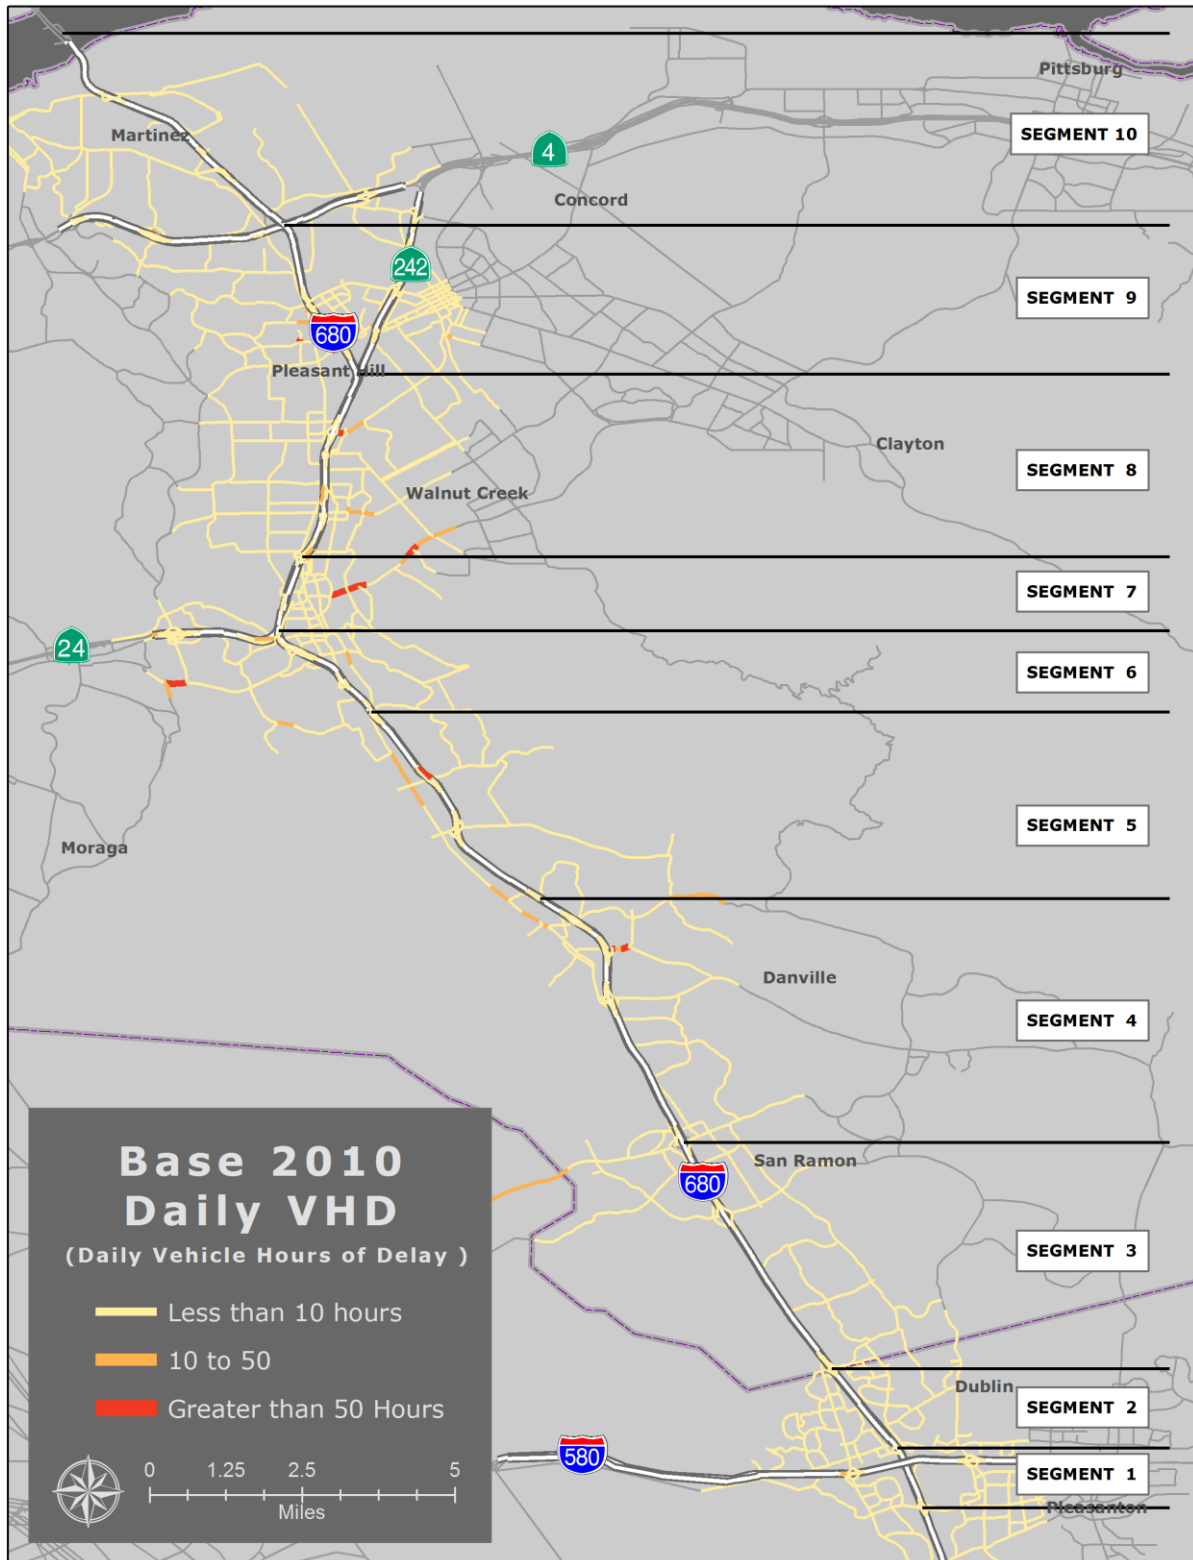 Pittsburg
Martinez
SEGMENT 10
4
Concord
242
SEGMENT 9
680
Pleasant Hill
Clayton
SEGMENT 8
Walnut Creek
SEGMENT 7
24
SEGMENT 6
SEGMENT 5
Moraga
Danville
SEGMENT 4
San Ramon
680
SEGMENT 3
Dublin
SEGMENT 2
580
SEGMENT 1
Pleasanton
Base 2010
Daily VHD
(Daily Vehicle Hours of Delay )
Less than 10 hours
10 to 50
Greater than 50 Hours
0 1.25 2.5 5
Miles